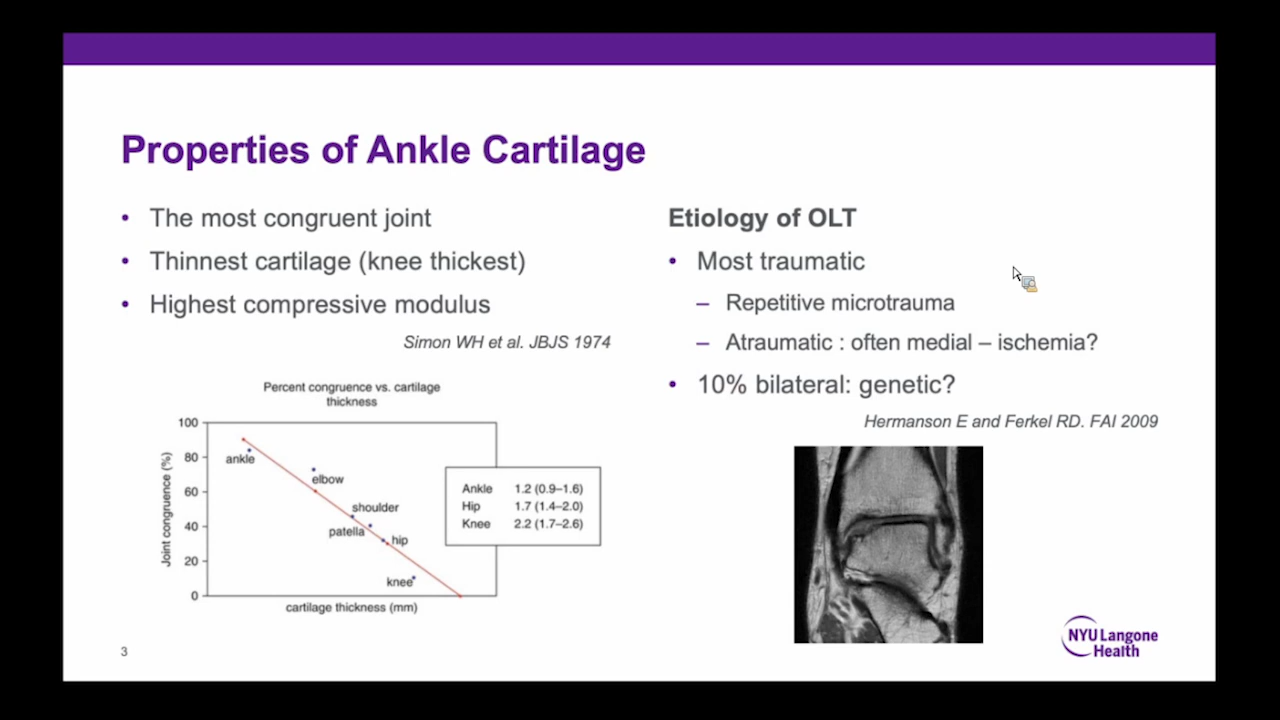 Properties of Ankle Cartilage
• The most congruent joint
• Thinnest cartilage (knee thickest)
• Highest compressive modulus
Simon WH et al. JBJS 1974
Percent congruence vs. cartilage
thickness
Joint congruence (%)
100
80
60
40
20
0
ankle
elbow
shoulder
patella
hip
knee
cartilage thickness (mm)
Ankle 1.2 (0.9–1.6)
Hip 1.7 (1.4–2.0)
Knee 2.2 (1.7–2.6)
3
Etiology of OLT
• Most traumatic
– Repetitive microtrauma
– Atraumatic : often medial – ischemia?
• 10% bilateral: genetic?
Hermanson E and Ferkel RD. FAI 2009
NYU Langone
Health